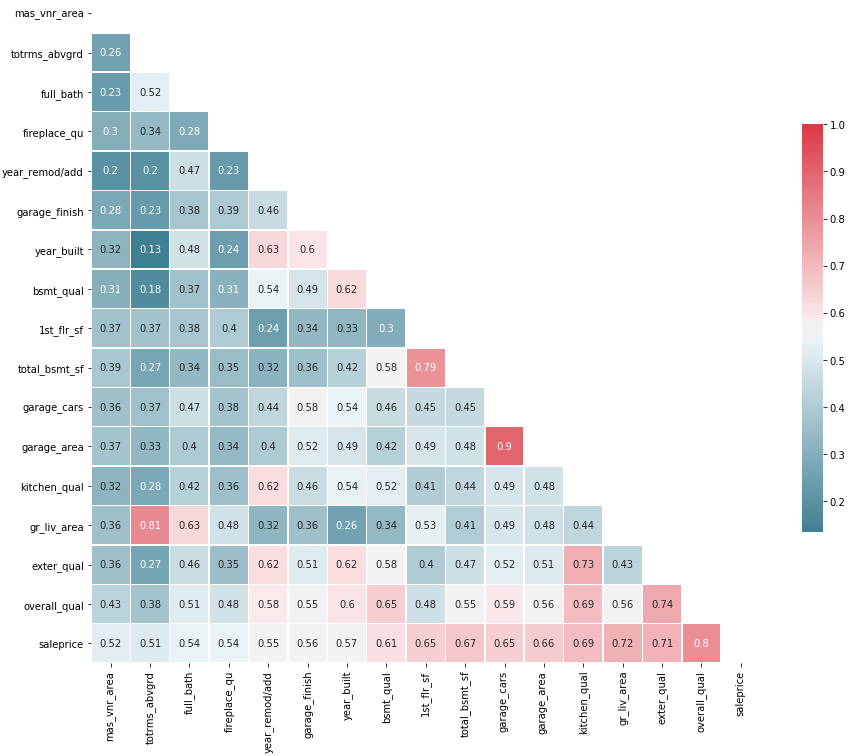 mas_vnr_area
totrms_abvgrd 0.26
full_bath 0.23 0.52
fireplace_qu 0.3 0.34 0.28
year_remod/add 0.2 0.2 0.47 0.23
garage_finish 0.28 0.23 0.38 0.39 0.46
year_built 0.32 0.13 0.48 0.24 0.63 0.6
bsmt_qual 0.31 0.18 0.37 0.31 0.54 0.49 0.62
1st_flr_sf 0.37 0.37 0.38 0.4 0.24 0.34 0.33 0.3
total_bsmt_sf 0.39 0.27 0.34 0.35 0.32 0.36 0.42 0.58 0.79
garage_cars 0.36 0.37 0.47 0.38 0.44 0.58 0.54 0.46 0.45 0.45
garage_area 0.37 0.33 0.4 0.34 0.4 0.52 0.49 0.42 0.49 0.48 0.9
kitchen_qual 0.32 0.28 0.42 0.36 0.62 0.46 0.54 0.52 0.41 0.44 0.49 0.48
gr_liv_area 0.36 0.81 0.63 0.48 0.32 0.36 0.26 0.34 0.53 0.41 0.49 0.48 0.44
exter_qual 0.36 0.27 0.46 0.35 0.62 0.51 0.62 0.58 0.4 0.47 0.52 0.51 0.73 0.43
overall_qual 0.43 0.38 0.51 0.48 0.58 0.55 0.6 0.65 0.48 0.55 0.59 0.56 0.69 0.56 0.74
saleprice 0.52 0.51 0.54 0.54 0.55 0.56 0.57 0.61 0.65 0.67 0.65 0.66 0.69 0.72 0.71 0.8
mas_vnr_area
totrms_abvgrd
full_bath
fireplace_qu
year_remod/add
garage_finish
year_built
bsmt_qual
1st_flr_sf
total_bsmt_sf
garage_cars
garage_area
kitchen_qual
gr_liv_area
exter_qual
overall_qual
saleprice
1.0
0.9
0.8
0.7
0.6
0.5
0.4
0.3
0.2